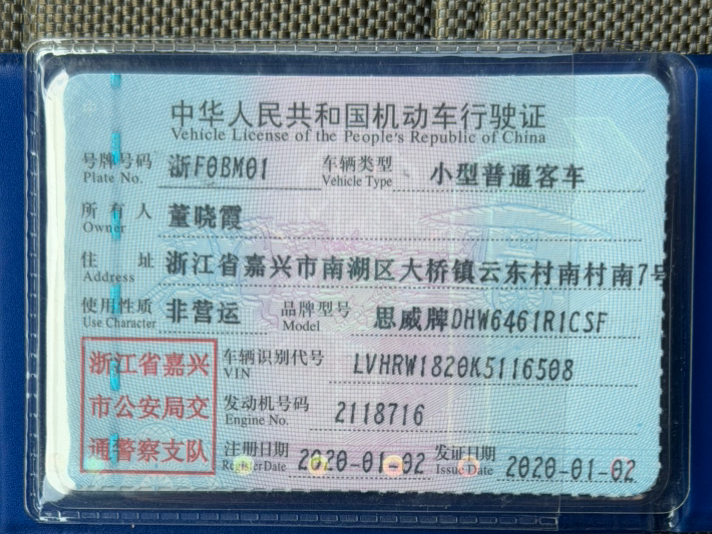 中华人民共和国机动车行驶证
Vehicle License of the People's Republic of China
号牌号码 浙F0BM01 车辆类型 小型普通客车
Plate No. Vehicle Type
所有人 董晓霞
Owner
住址 浙江省嘉兴市南湖区大桥镇云东村南村南7号
Address
使用性质 非营运 品牌型号 思威牌DHW6461R1CSF
Use Character Model
浙江省嘉兴
市公安局交
通警察支队
车辆识别代号 LVHRW1820K5116508
VIN
发动机号码 2118716
Engine No.
注册日期 2020-01-02 发证日期 2020-01-02
Register Date Issue Date